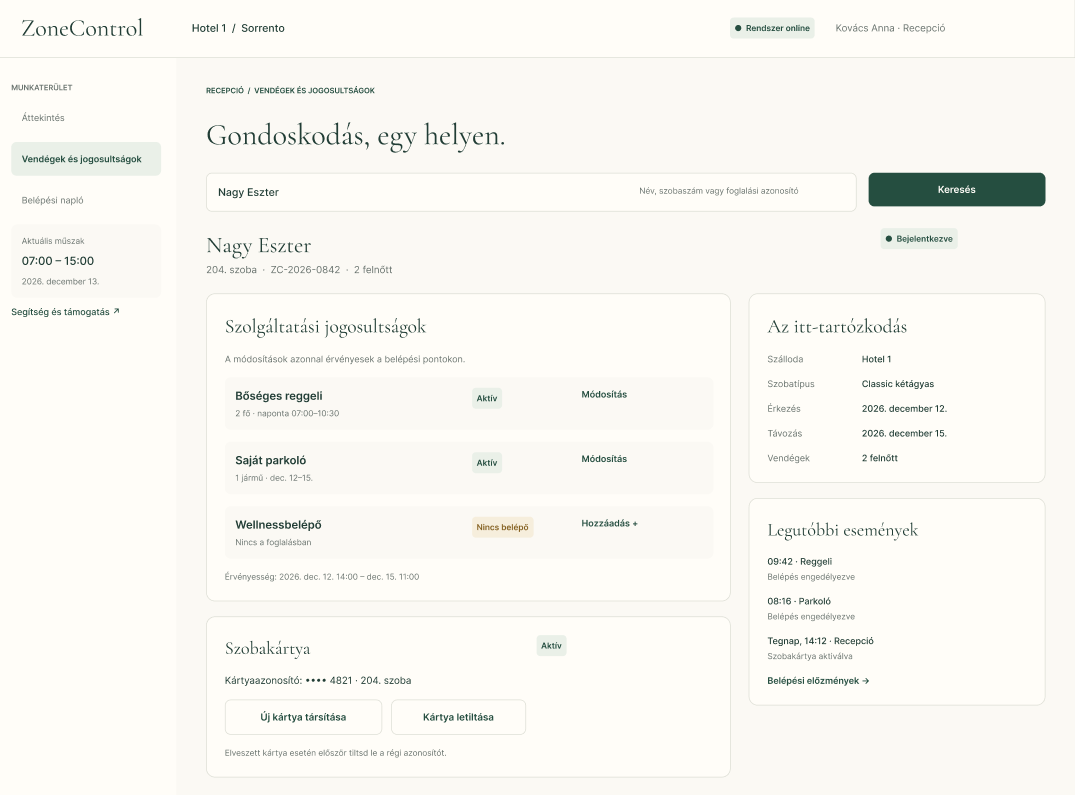 ZoneControl
Hotel 1 / Sorrento
Rendszer online
Kovács Anna · Recepció
MUNKATERÜLET
Áttekintés
Vendégek és jogosultságok
Belépési napló
Aktuális műszak
07:00 – 15:00
2026. december 13.
Segítség és támogatás ↗
RECEPCIÓ / VENDÉGEK ÉS JOGOSULTSÁGOK
Gondoskodás, egy helyen.
Nagy Eszter
Név, szobaszám vagy foglalási azonosító
Keresés
Nagy Eszter
Bejelentkezve
204. szoba · ZC-2026-0842 · 2 felnőtt
Szolgáltatási jogosultságok
A módosítások azonnal érvényesek a belépési pontokon.
Bőséges reggeli
2 fő · naponta 07:00–10:30
Aktív
Módosítás
Saját parkoló
1 jármű · dec. 12–15.
Aktív
Módosítás
Wellnessbelépő
Nincs a foglalásban
Nincs belépő
Hozzáadás +
Érvényesség: 2026. dec. 12. 14:00 – dec. 15. 11:00
Szobakártya
Aktív
Kártyaazonosító: •••• 4821 · 204. szoba
Új kártya társítása
Kártya letiltása
Elveszett kártya esetén először tiltsd le a régi azonosítót.
Az itt-tartózkodás
Szálloda Hotel 1
Szobatípus Classic kétágyas
Érkezés 2026. december 12.
Távozás 2026. december 15.
Vendégek 2 felnőtt
Legutóbbi események
09:42 · Reggeli
Belépés engedélyezve
08:16 · Parkoló
Belépés engedélyezve
Tegnap, 14:12 · Recepció
Szobakártya aktiválva
Belépési előzmények →